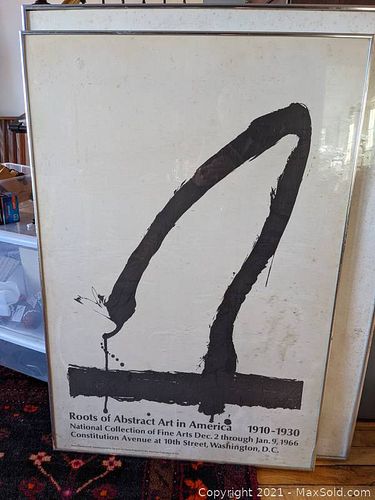 Roots of Abstract Art in America 1910-1930
National Collection of Fine Arts Dec. 2 through Jan. 9, 1966
Constitution Avenue at 10th Street, Washington, D.C.
Copyright 2021 - MaxSold.com